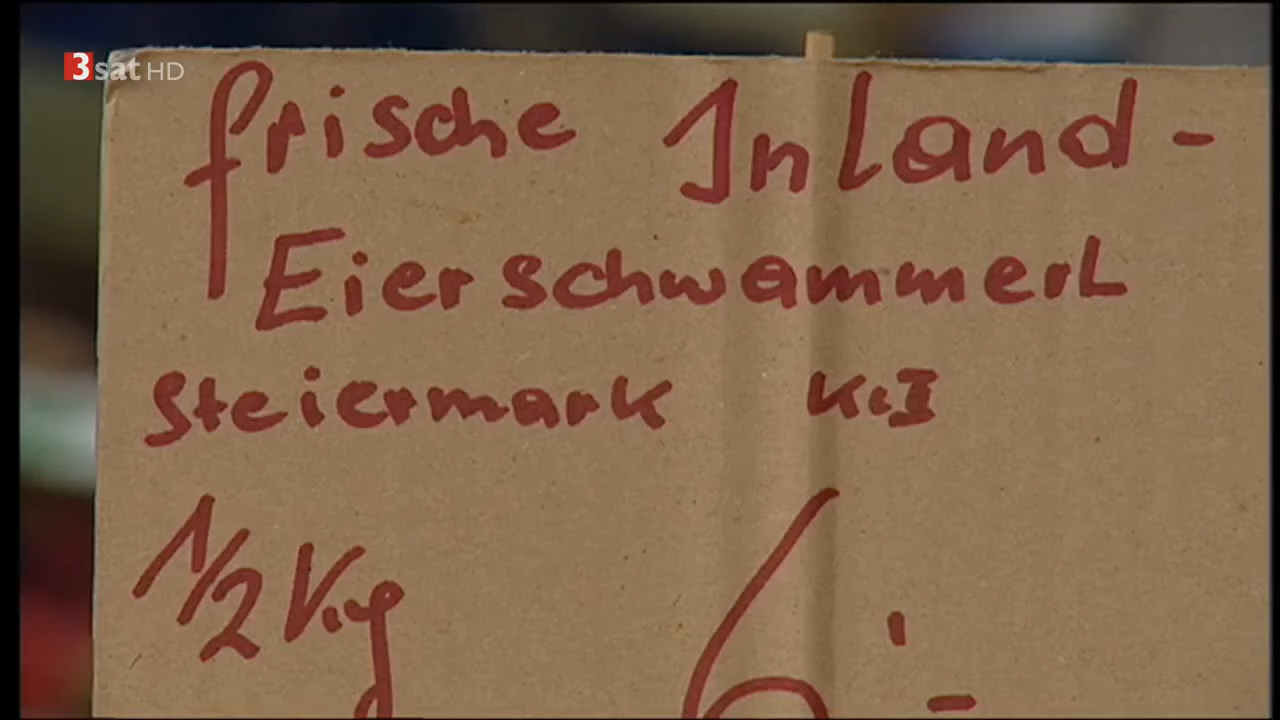 3sat HD
frische Inland-
Eierschwammerl
Steiermark Kl I
1/2 Kg 6,-